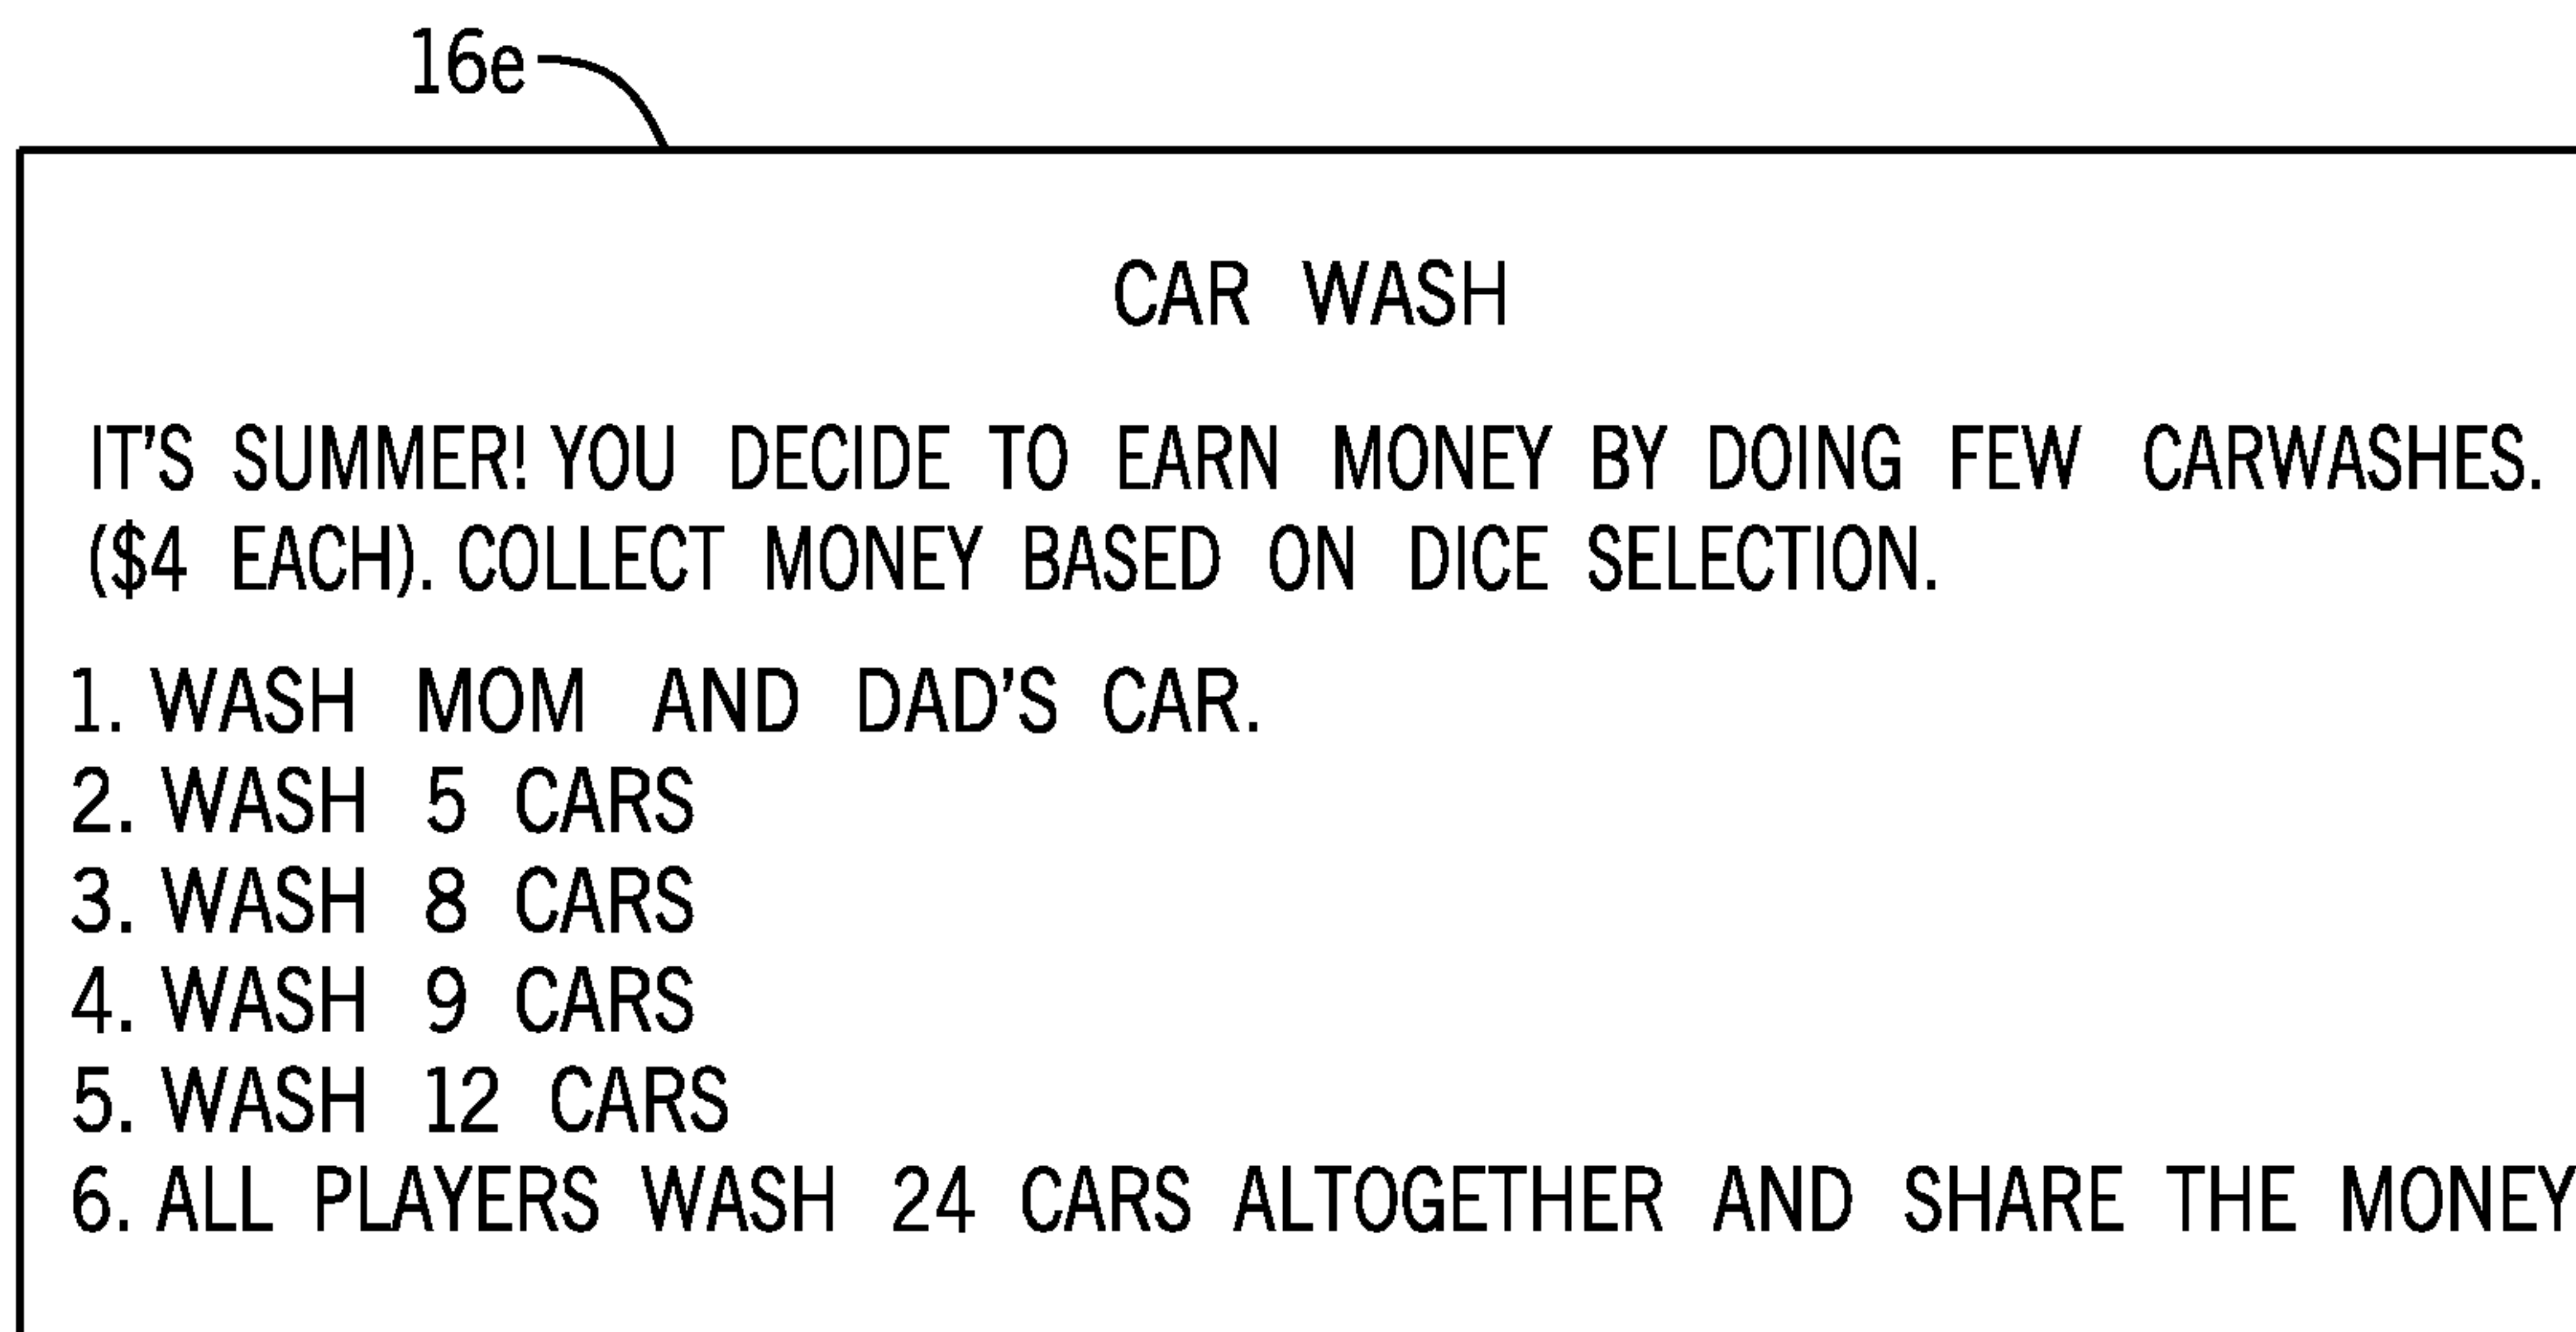 16e
CAR WASH
IT'S SUMMER! YOU DECIDE TO EARN MONEY BY DOING FEW CARWASHES.
($4 EACH). COLLECT MONEY BASED ON DICE SELECTION.
1. WASH MOM AND DAD'S CAR.
2. WASH 5 CARS
3. WASH 8 CARS
4. WASH 9 CARS
5. WASH 12 CARS
6. ALL PLAYERS WASH 24 CARS ALTOGETHER AND SHARE THE MONEY